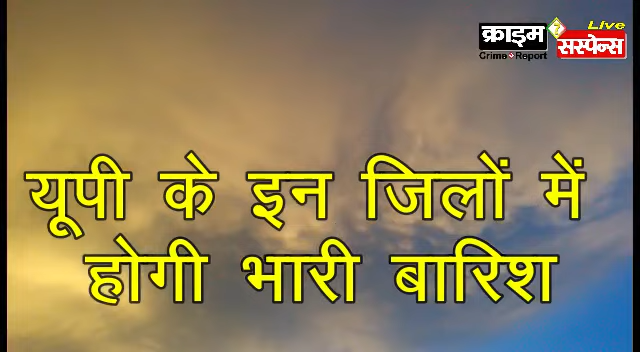 क्राइम
Live
सस्पेन्स
Crime Report
यूपी के इन जिलों में
होगी भारी बारिश